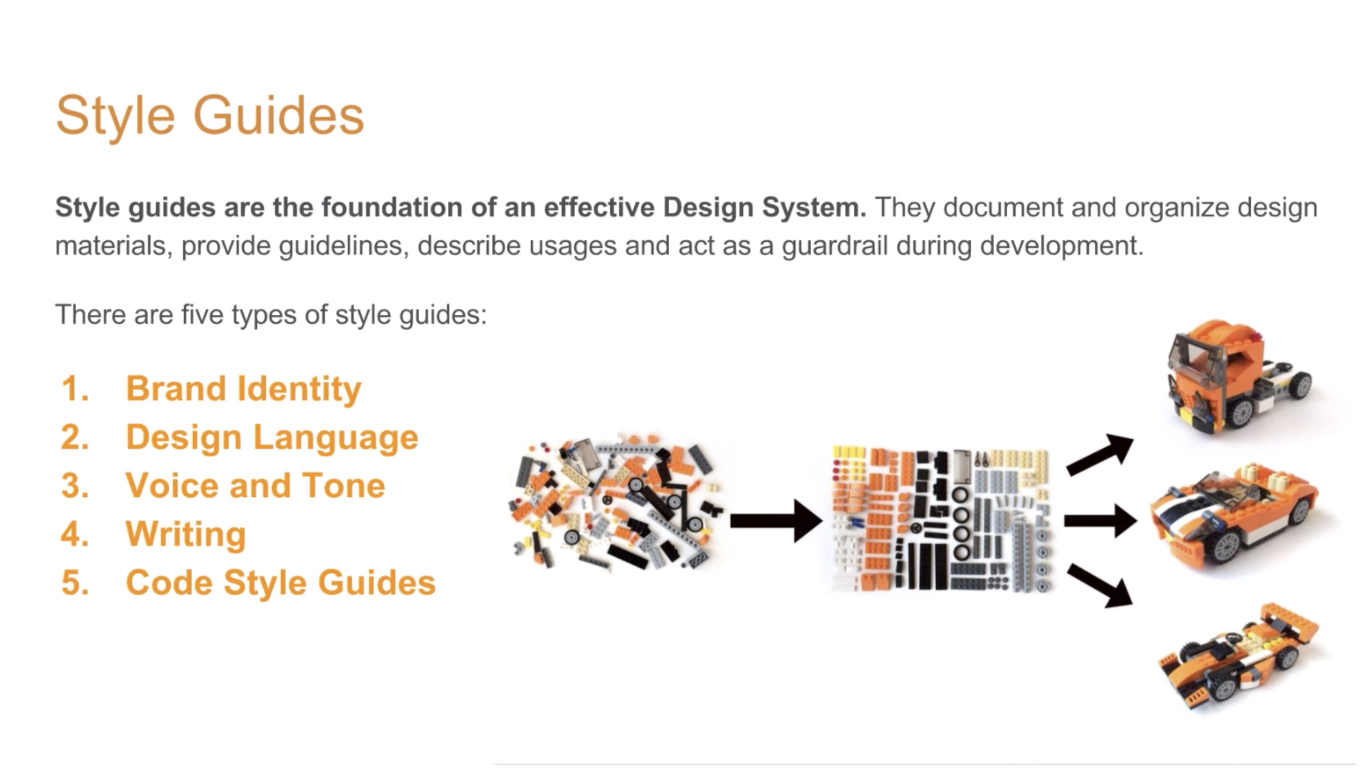 Style Guides
Style guides are the foundation of an effective Design System. They document and organize design
materials, provide guidelines, describe usages and act as a guardrail during development.
There are five types of style guides:
1. Brand Identity
2. Design Language
3. Voice and Tone
4. Writing
5. Code Style Guides